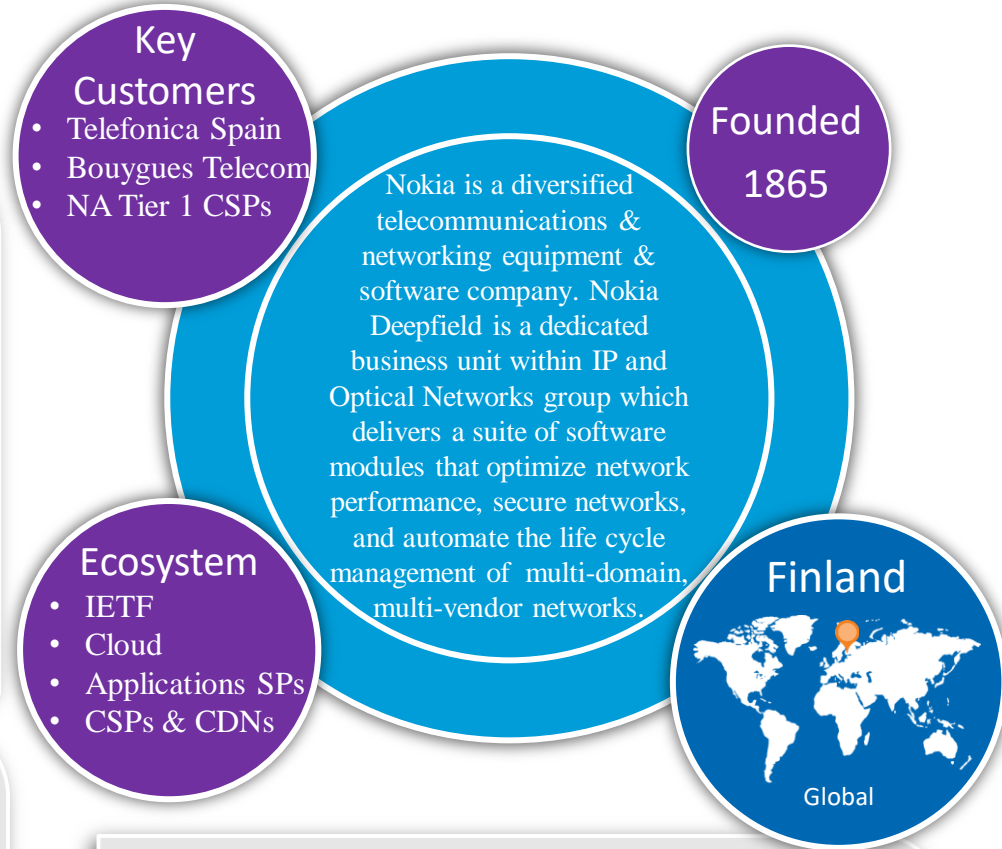 Key
Customers
• Telefonica Spain
• Bouygues Telecom
• NA Tier 1 CSPs
Founded
1865
Nokia is a diversified
telecommunications &
networking equipment &
software company. Nokia
Deepfield is a dedicated
business unit within IP and
Optical Networks group which
delivers a suite of software
modules that optimize network
performance, secure networks,
and automate the life cycle
management of multi-domain,
multi-vendor networks.
Ecosystem
• IETF
• Cloud
• Applications SPs
• CSPs & CDNs
Finland
Global